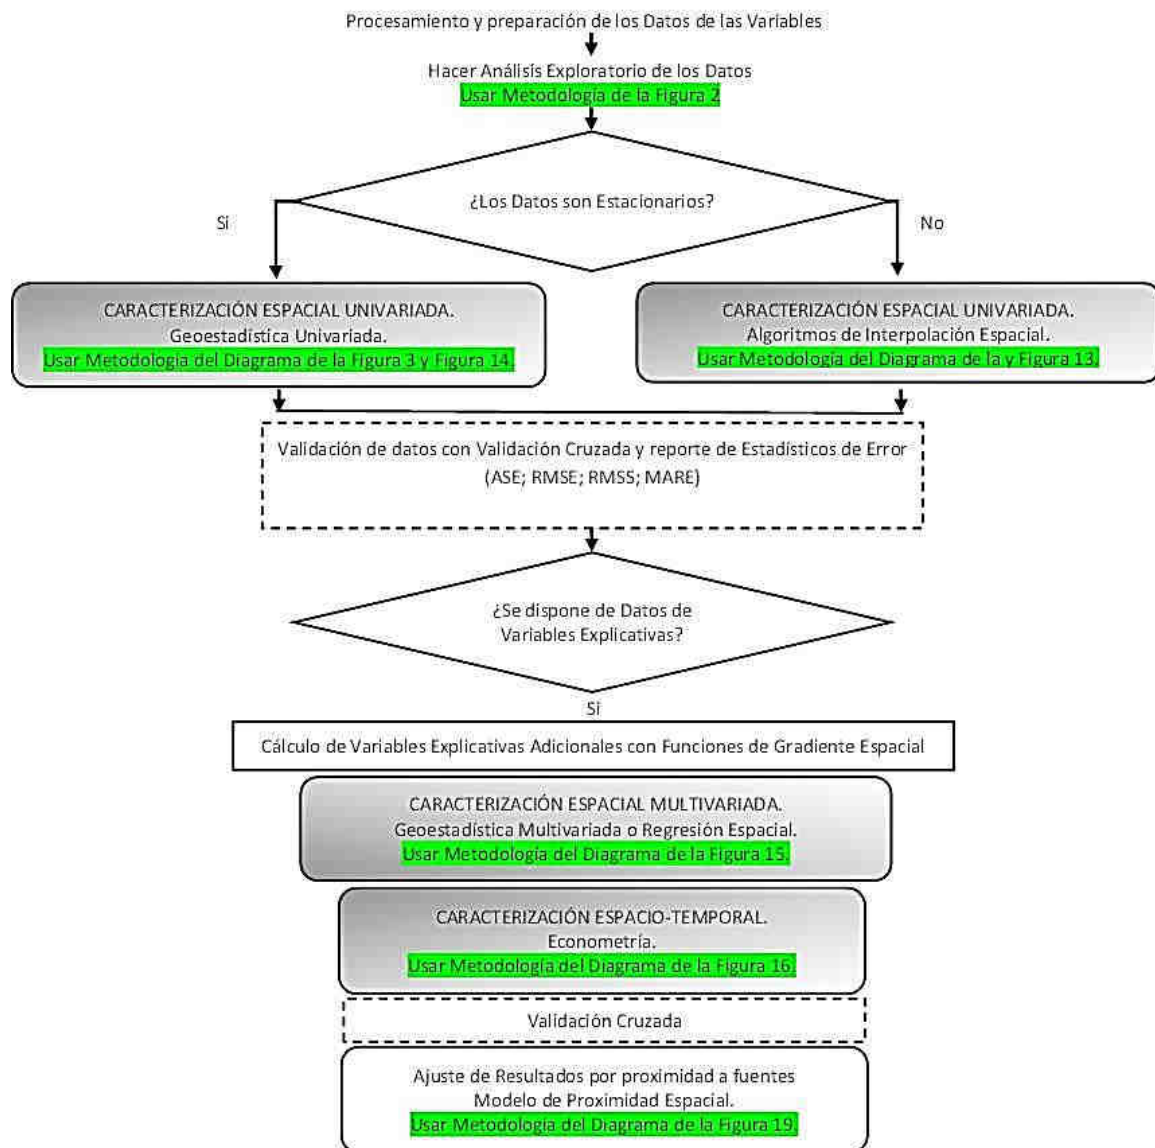 Procesamiento y preparación de los Datos de las Variables
Hacer Análisis Exploratorio de los Datos
Usar Metodología de la Figura 2
¿Los Datos son Estacionarios?
Si
No
CARACTERIZACIÓN ESPACIAL UNIVARIADA.
Geoestadística Univariada.
Usar Metodología del Diagrama de la Figura 3 y Figura 14.
CARACTERIZACIÓN ESPACIAL UNIVARIADA.
Algoritmos de Interpolación Espacial.
Usar Metodología del Diagrama de la y Figura 13.
Validación de datos con Validación Cruzada y reporte de Estadísticos de Error
(ASE; RMSE; RMSS; MARE)
¿Se dispone de Datos de
Variables Explicativas?
Si
Cálculo de Variables Explicativas Adicionales con Funciones de Gradiente Espacial
CARACTERIZACIÓN ESPACIAL MULTIVARIADA.
Geoestadística Multivariada o Regresión Espacial.
Usar Metodología del Diagrama de la Figura 15.
CARACTERIZACIÓN ESPACIO-TEMPORAL.
Econometría.
Usar Metodología del Diagrama de la Figura 16.
Validación Cruzada
Ajuste de Resultados por proximidad a fuentes
Modelo de Proximidad Espacial.
Usar Metodología del Diagrama de la Figura 19.